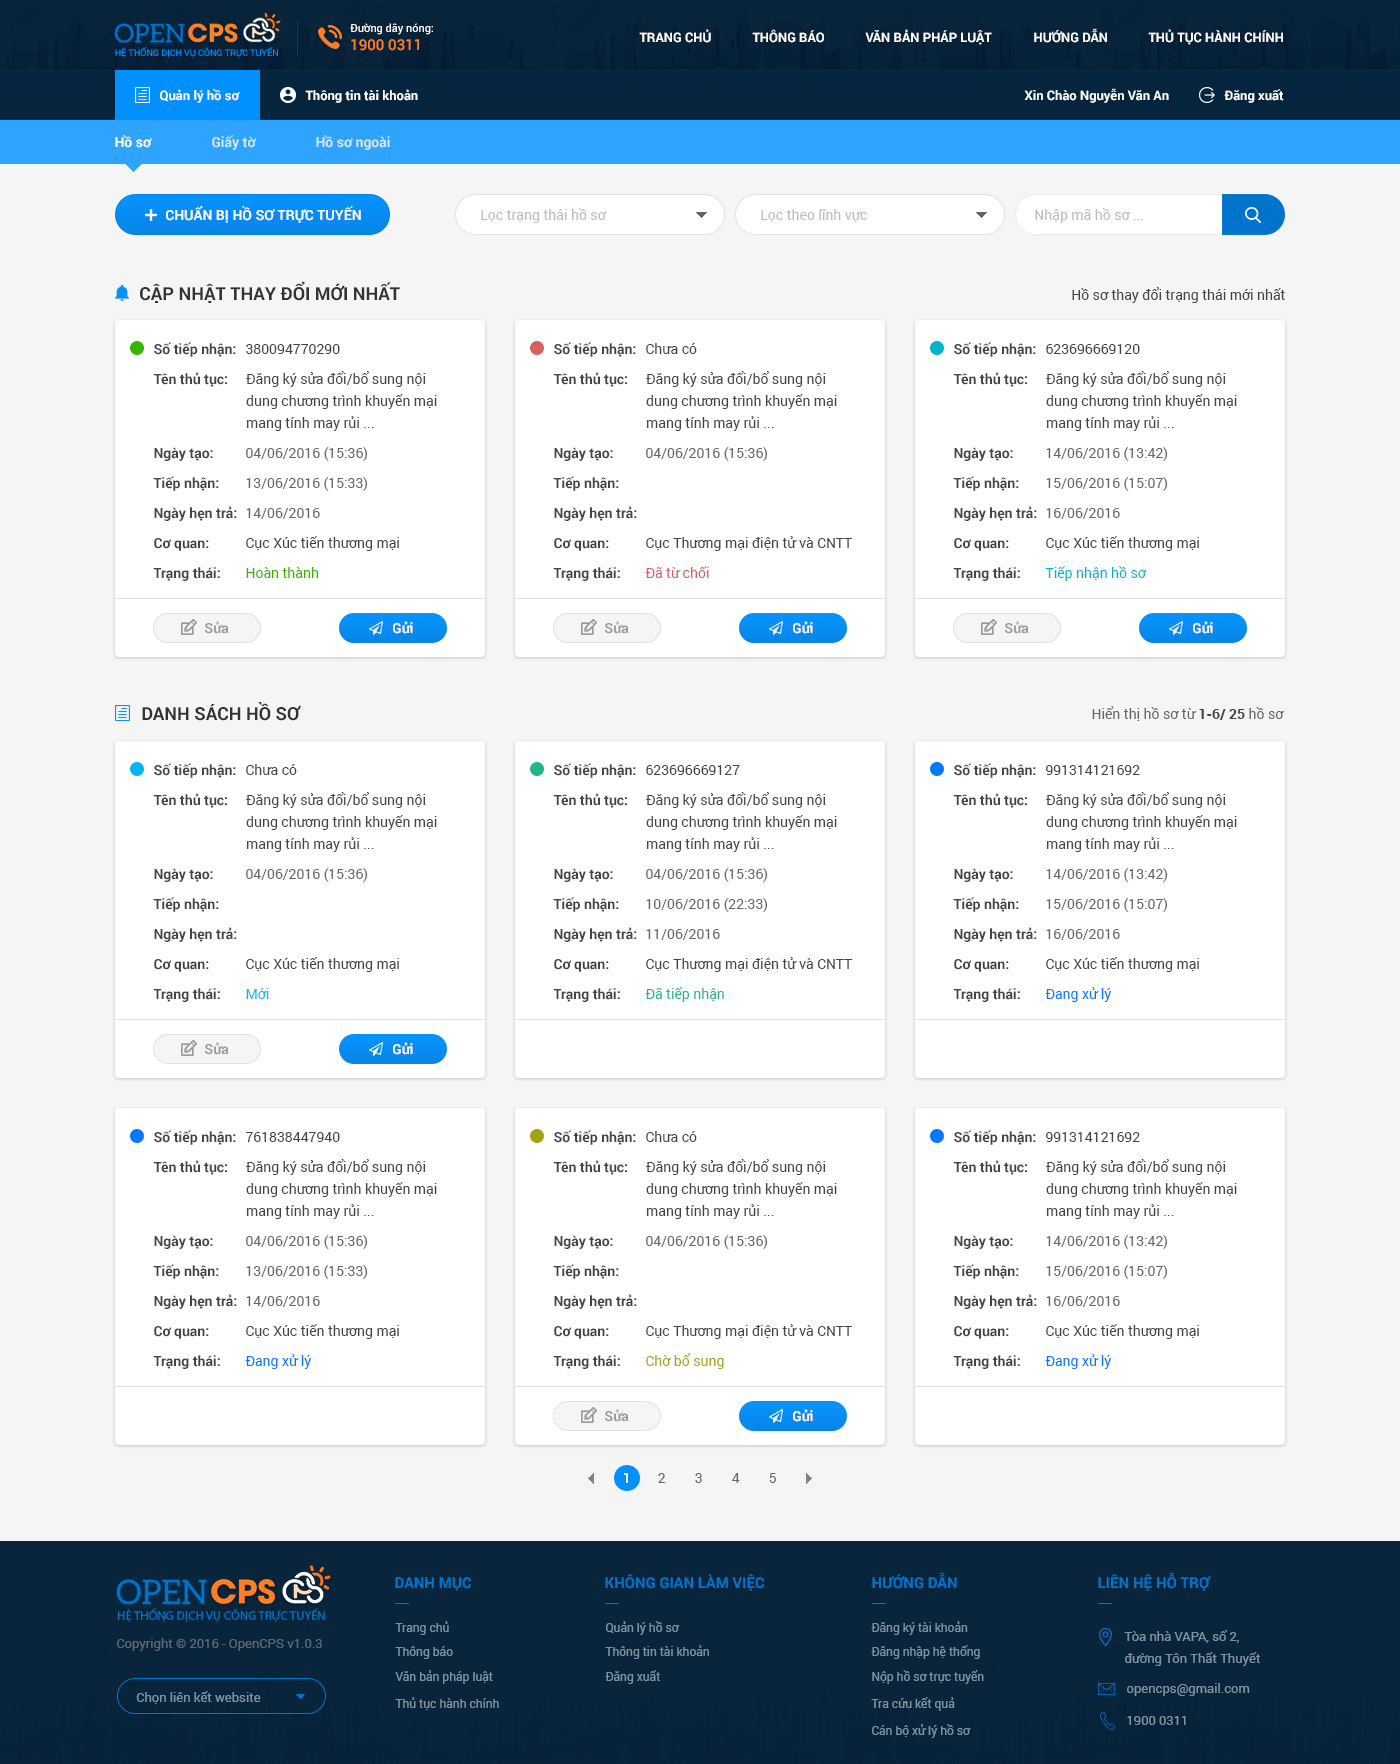 OPENCPS
HỆ THỐNG DỊCH VỤ CÔNG TRỰC TUYẾN
Đường dây nóng:
1900 0311
TRANG CHỦ
THÔNG BÁO
VĂN BẢN PHÁP LUẬT
HƯỚNG DẪN
THỦ TỤC HÀNH CHÍNH
Quản lý hồ sơ
Thông tin tài khoản
Xin Chào Nguyễn Văn An
Đăng xuất
Hồ sơ
Giấy tờ
Hồ sơ ngoài
+ CHUẨN BỊ HỒ SƠ TRỰC TUYẾN
Lọc trạng thái hồ sơ
Lọc theo lĩnh vực
Nhập mã hồ sơ ...
CẬP NHẬT THAY ĐỔI MỚI NHẤT
Hồ sơ thay đổi trạng thái mới nhất
Số tiếp nhận: 380094770290
Tên thủ tục: Đăng ký sửa đổi/bổ sung nội
dung chương trình khuyến mại
mang tính may rủi ...
Ngày tạo: 04/06/2016 (15:36)
Tiếp nhận: 13/06/2016 (15:33)
Ngày hẹn trả: 14/06/2016
Cơ quan: Cục Xúc tiến thương mại
Trạng thái: Hoàn thành
Sửa
Gửi
Số tiếp nhận: Chưa có
Tên thủ tục: Đăng ký sửa đổi/bổ sung nội
dung chương trình khuyến mại
mang tính may rủi ...
Ngày tạo: 04/06/2016 (15:36)
Tiếp nhận:
Ngày hẹn trả:
Cơ quan: Cục Thương mại điện tử và CNTT
Trạng thái: Đã từ chối
Sửa
Gửi
Số tiếp nhận: 623696669120
Tên thủ tục: Đăng ký sửa đổi/bổ sung nội
dung chương trình khuyến mại
mang tính may rủi ...
Ngày tạo: 14/06/2016 (13:42)
Tiếp nhận: 15/06/2016 (15:07)
Ngày hẹn trả: 16/06/2016
Cơ quan: Cục Xúc tiến thương mại
Trạng thái: Tiếp nhận hồ sơ
Sửa
Gửi
DANH SÁCH HỒ SƠ
Hiển thị hồ sơ từ 1-6/ 25 hồ sơ
Số tiếp nhận: Chưa có
Tên thủ tục: Đăng ký sửa đổi/bổ sung nội
dung chương trình khuyến mại
mang tính may rủi ...
Ngày tạo: 04/06/2016 (15:36)
Tiếp nhận:
Ngày hẹn trả:
Cơ quan: Cục Xúc tiến thương mại
Trạng thái: Mới
Sửa
Gửi
Số tiếp nhận: 623696669127
Tên thủ tục: Đăng ký sửa đổi/bổ sung nội
dung chương trình khuyến mại
mang tính may rủi ...
Ngày tạo: 04/06/2016 (15:36)
Tiếp nhận: 10/06/2016 (22:33)
Ngày hẹn trả: 11/06/2016
Cơ quan: Cục Thương mại điện tử và CNTT
Trạng thái: Đã tiếp nhận
Số tiếp nhận: 991314121692
Tên thủ tục: Đăng ký sửa đổi/bổ sung nội
dung chương trình khuyến mại
mang tính may rủi ...
Ngày tạo: 14/06/2016 (13:42)
Tiếp nhận: 15/06/2016 (15:07)
Ngày hẹn trả: 16/06/2016
Cơ quan: Cục Xúc tiến thương mại
Trạng thái: Đang xử lý
Số tiếp nhận: 761838447940
Tên thủ tục: Đăng ký sửa đổi/bổ sung nội
dung chương trình khuyến mại
mang tính may rủi ...
Ngày tạo: 04/06/2016 (15:36)
Tiếp nhận: 13/06/2016 (15:33)
Ngày hẹn trả: 14/06/2016
Cơ quan: Cục Xúc tiến thương mại
Trạng thái: Đang xử lý
Số tiếp nhận: Chưa có
Tên thủ tục: Đăng ký sửa đổi/bổ sung nội
dung chương trình khuyến mại
mang tính may rủi ...
Ngày tạo: 04/06/2016 (15:36)
Tiếp nhận:
Ngày hẹn trả:
Cơ quan: Cục Thương mại điện tử và CNTT
Trạng thái: Chờ bổ sung
Sửa
Gửi
Số tiếp nhận: 991314121692
Tên thủ tục: Đăng ký sửa đổi/bổ sung nội
dung chương trình khuyến mại
mang tính may rủi ...
Ngày tạo: 14/06/2016 (13:42)
Tiếp nhận: 15/06/2016 (15:07)
Ngày hẹn trả: 16/06/2016
Cơ quan: Cục Xúc tiến thương mại
Trạng thái: Đang xử lý
1 2 3 4 5
OPENCPS
HỆ THỐNG DỊCH VỤ CÔNG TRỰC TUYẾN
Copyright © 2016 - OpenCPS v1.0.3
Chọn liên kết website
DANH MỤC
Trang chủ
Thông báo
Văn bản pháp luật
Thủ tục hành chính
KHÔNG GIAN LÀM VIỆC
Quản lý hồ sơ
Thông tin tài khoản
Đăng xuất
HƯỚNG DẪN
Đăng ký tài khoản
Đăng nhập hệ thống
Nộp hồ sơ trực tuyến
Tra cứu kết quả
Cán bộ xử lý hồ sơ
LIÊN HỆ HỖ TRỢ
Tòa nhà VAPA, số 2,
đường Tôn Thất Thuyết
opencps@gmail.com
1900 0311